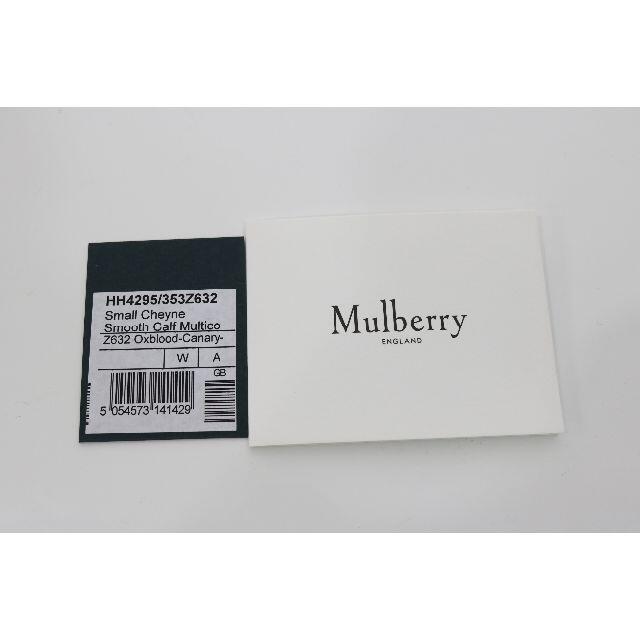 HH4295/353Z632
Small Cheyne
Smooth Calf Multico
Z632 Oxblood-Canary-
W A
GB
5 054573 141429
Mulberry
ENGLAND